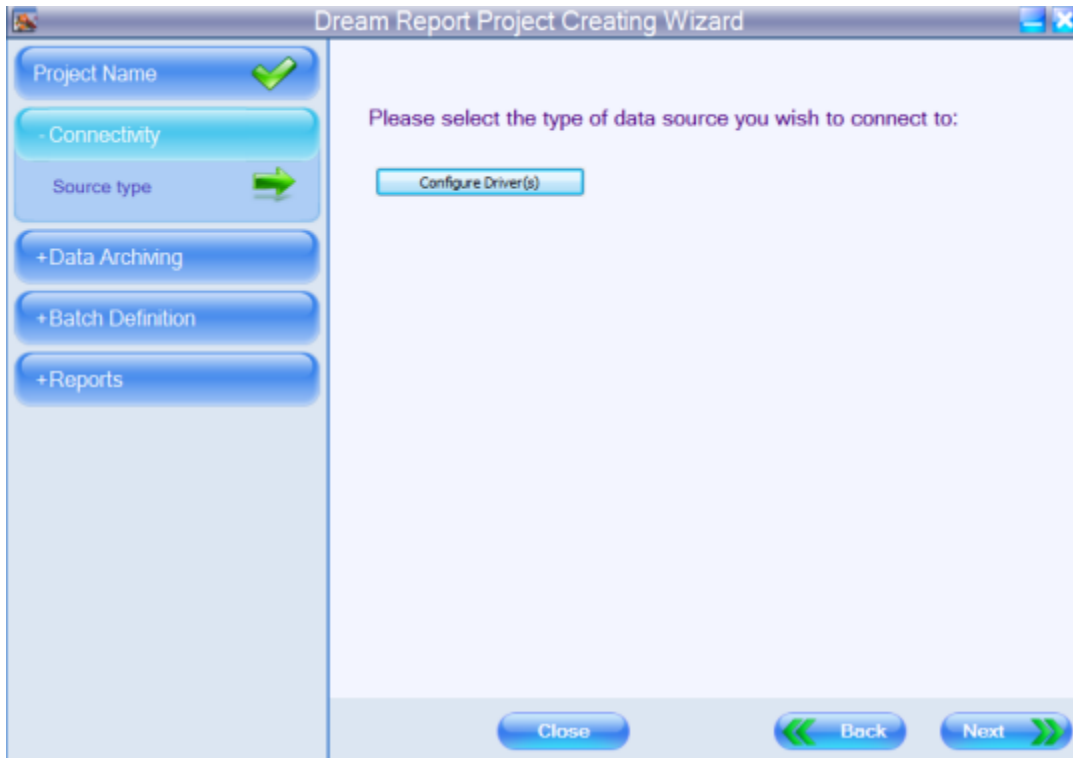 Dream Report Project Creating Wizard
Project Name
- Connectivity
Source type
+Data Archiving
+Batch Definition
+Reports
Please select the type of data source you wish to connect to:
Configure Driver(s)
Close
Back
Next